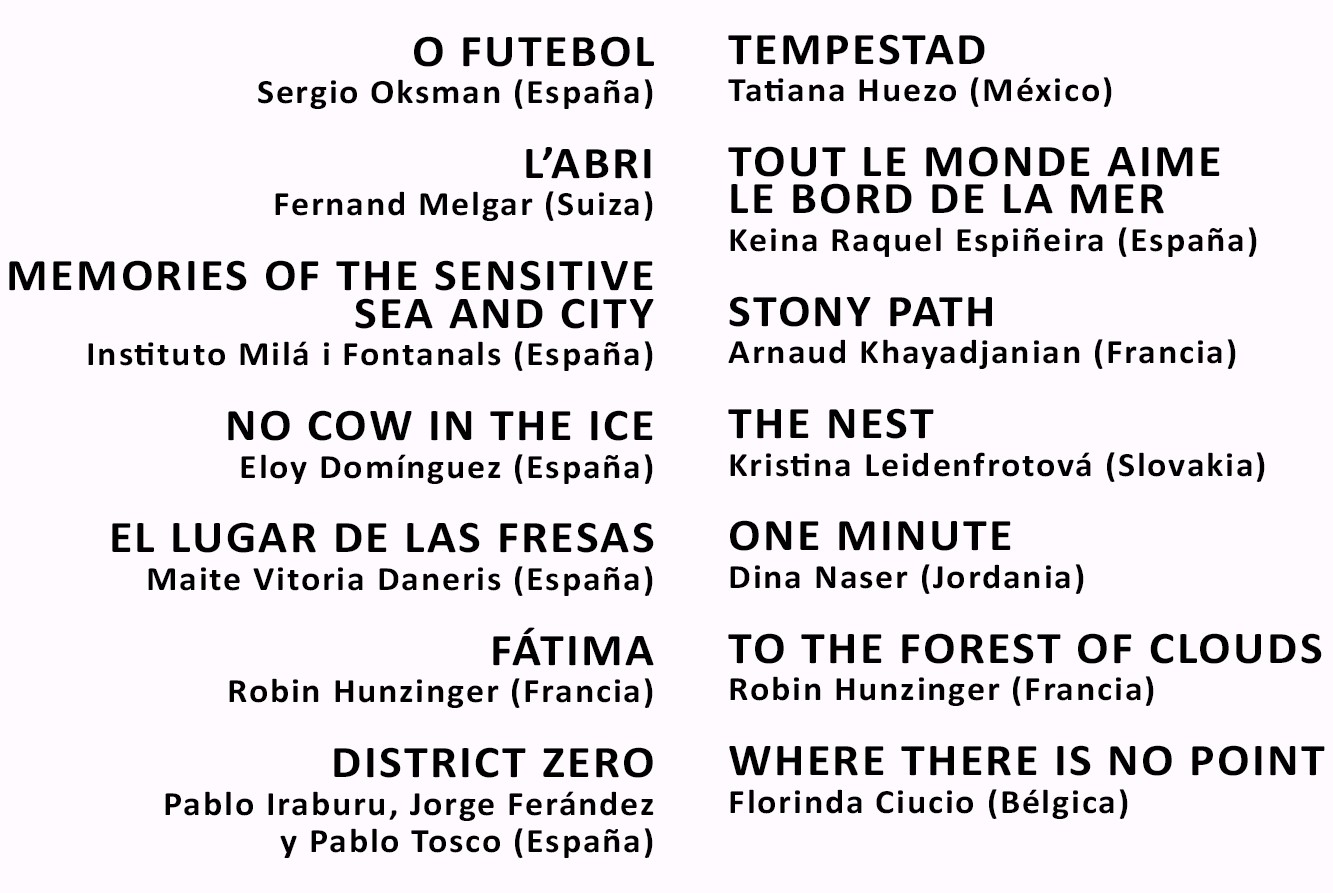 O FUTEBOL
Sergio Oksman (España)
L’ABRI
Fernand Melgar (Suiza)
MEMORIES OF THE SENSITIVE
SEA AND CITY
Instituto Milá i Fontanals (España)
NO COW IN THE ICE
Eloy Domínguez (España)
EL LUGAR DE LAS FRESAS
Maite Vitoria Daneris (España)
FÁTIMA
Robin Hunzinger (Francia)
DISTRICT ZERO
Pablo Iraburu, Jorge Ferández
y Pablo Tosco (España)
TEMPESTAD
Tatiana Huezo (México)
TOUT LE MONDE AIME
LE BORD DE LA MER
Keina Raquel Espiñeira (España)
STONY PATH
Arnaud Khayadjanian (Francia)
THE NEST
Kristina Leidenfrotová (Slovakia)
ONE MINUTE
Dina Naser (Jordania)
TO THE FOREST OF CLOUDS
Robin Hunzinger (Francia)
WHERE THERE IS NO POINT
Florinda Ciucio (Bélgica)